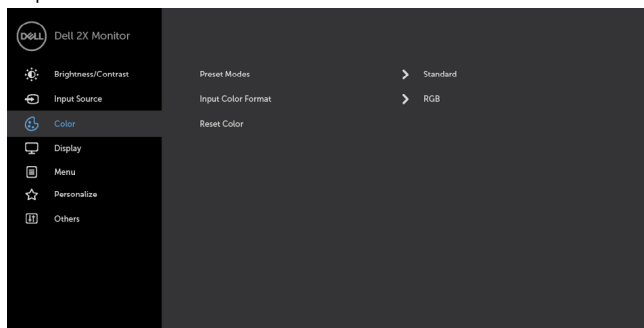 DELL Dell 2X Monitor
Brightness/Contrast Preset Modes Standard
Input Source Input Color Format RGB
Color Reset Color
Display
Menu
Personalize
Others